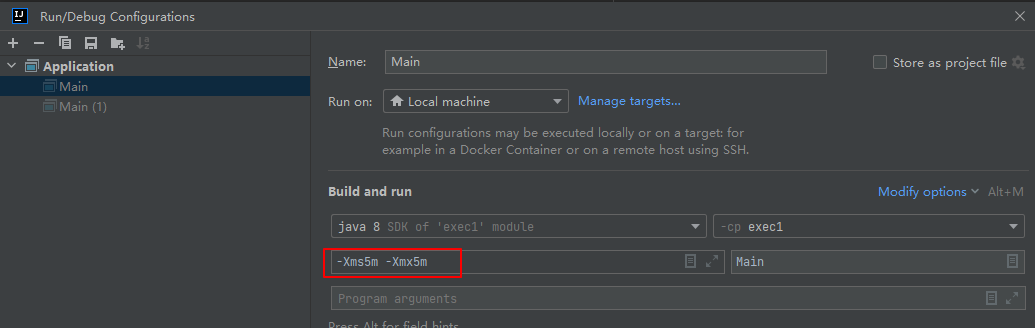 IJ Run/Debug Configurations
Application
Main
Main (1)
Name: Main Store as project file
Run on: Local machine Manage targets...
Run configurations may be executed locally or on a target: for
example in a Docker Container or on a remote host using SSH.
Build and run Modify options Alt+M
java 8 SDK of 'exec1' module -cp exec1
-Xms5m -Xmx5m Main
Program arguments
Press Alt for field hints